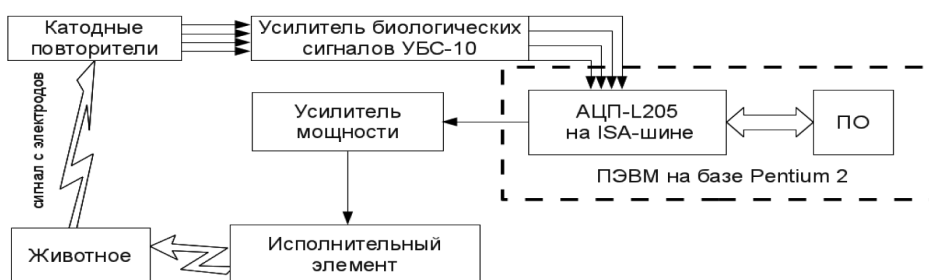 Катодные
повторители
Усилитель биологических
сигналов УБС-10
сигнал с электродов
Усилитель
мощности
АЦП-L205
на ISA-шине
ПО
ПЭВМ на базе Pentium 2
Животное
Исполнительный
элемент